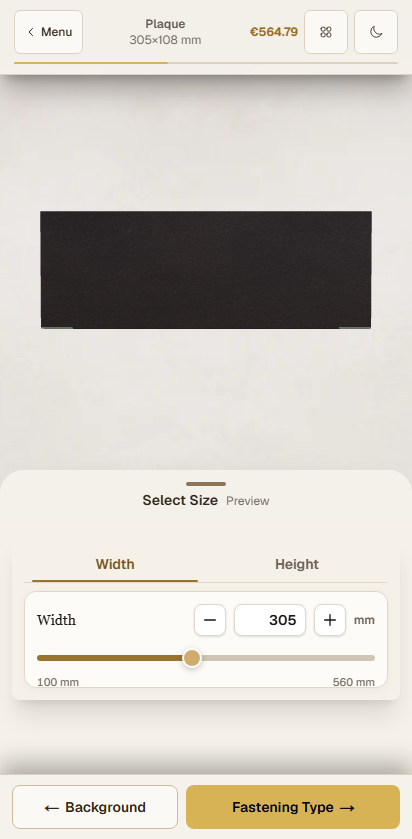 Menu
Plaque
305×108 mm
€564.79
Select Size Preview
Width Height
Width 305 mm
100 mm 560 mm
← Background Fastening Type →